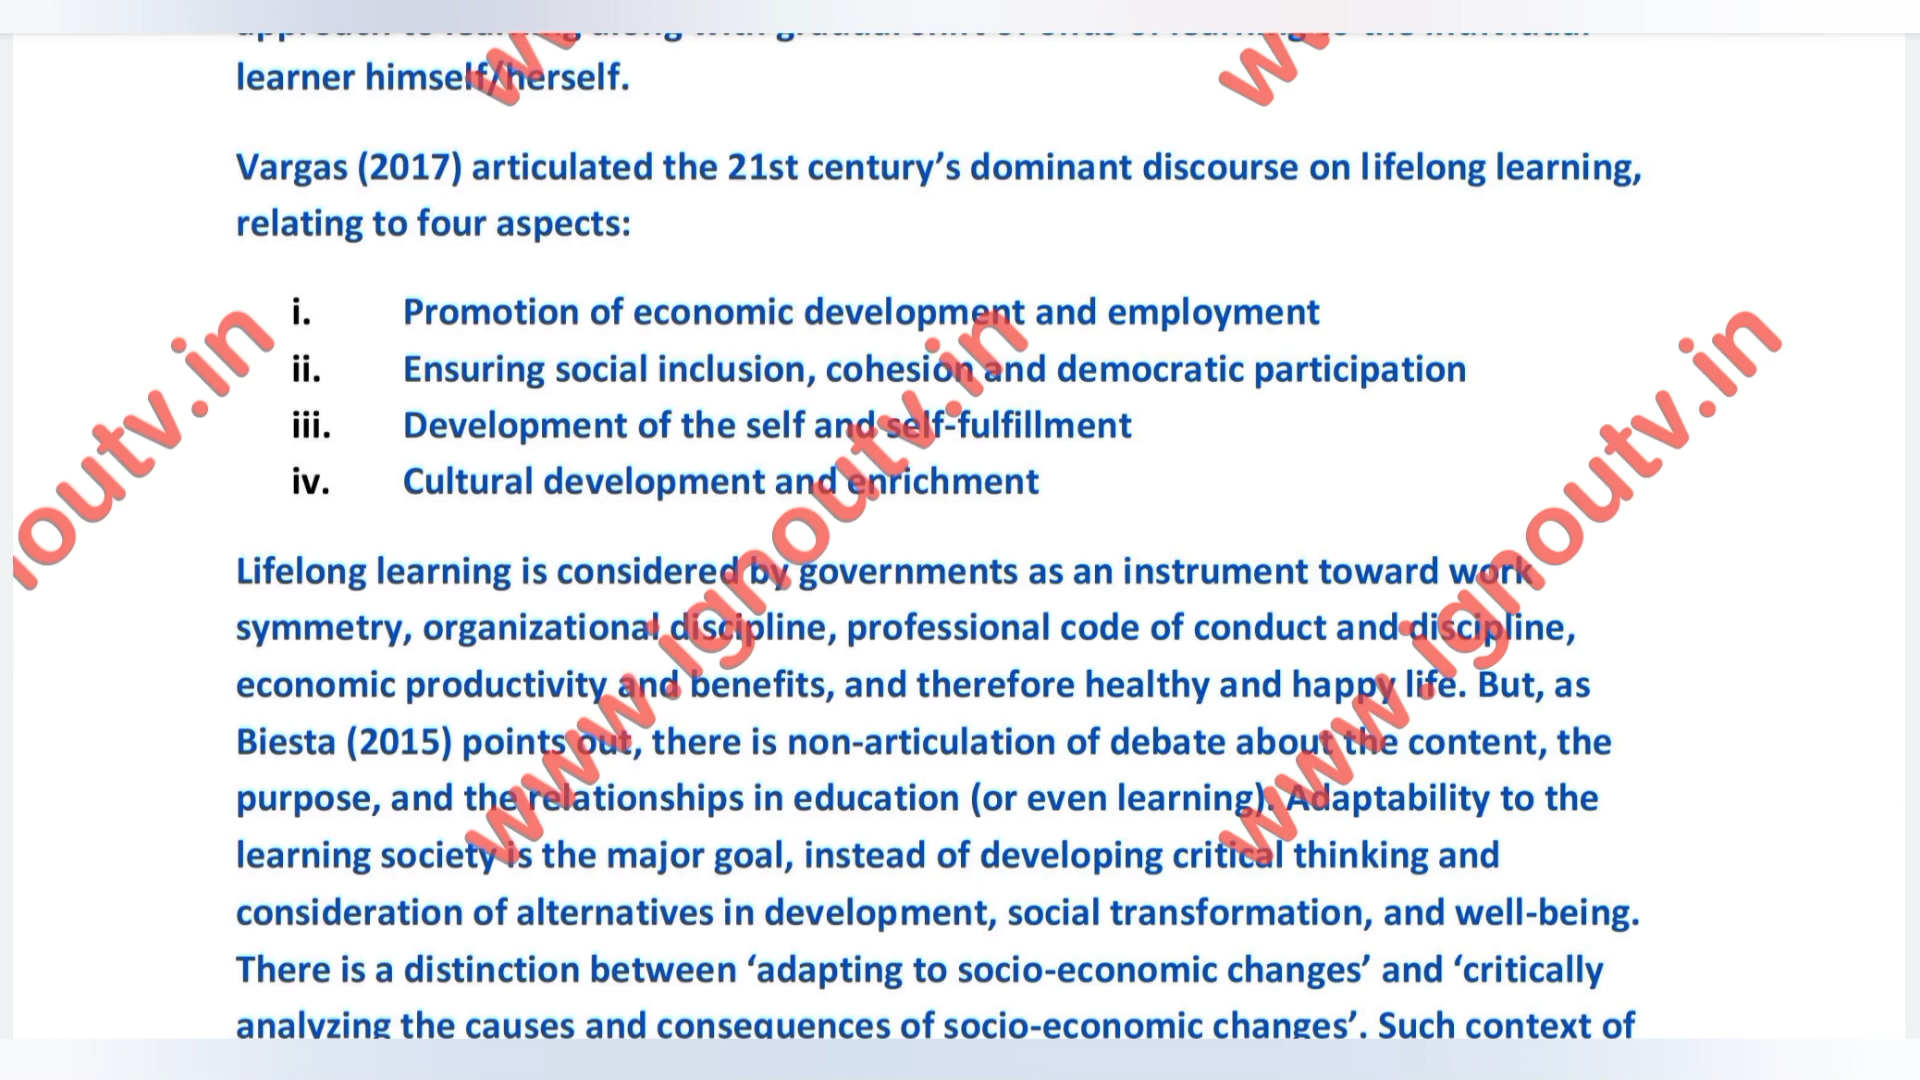 learner himself/herself.
Vargas (2017) articulated the 21st century’s dominant discourse on lifelong learning,
relating to four aspects:
i. Promotion of economic development and employment
ii. Ensuring social inclusion, cohesion and democratic participation
iii. Development of the self and self-fulfillment
iv. Cultural development and enrichment
Lifelong learning is considered by governments as an instrument toward work
symmetry, organizational discipline, professional code of conduct and discipline,
economic productivity and benefits, and therefore healthy and happy life. But, as
Biesta (2015) points out, there is non-articulation of debate about the content, the
purpose, and the relationships in education (or even learning). Adaptability to the
learning society is the major goal, instead of developing critical thinking and
consideration of alternatives in development, social transformation, and well-being.
There is a distinction between ‘adapting to socio-economic changes’ and ‘critically
analyzing the causes and consequences of socio-economic changes’. Such context of
www.ignoutv.in
www.ignoutv.in